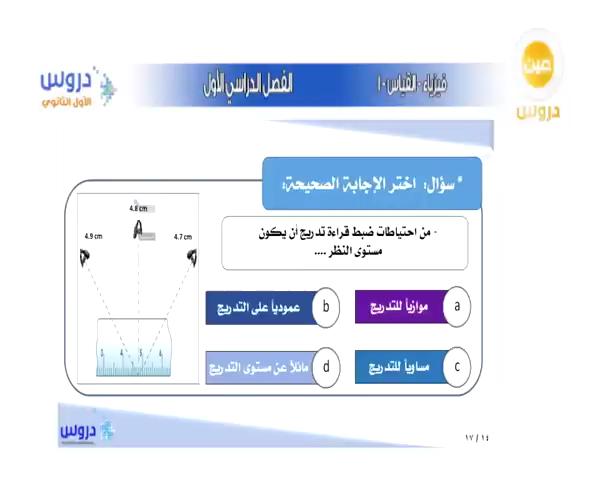 عين
دروس
فيزياء - القياس - ١
الفصل الدراسي الأول
دروس
الأول الثانوي
* سؤال: اختر الإجابة الصحيحة:
- من احتياطات ضبط قراءة تدريج أن يكون
مستوى النظر ....
a موازياً للتدريج
b عمودياً على التدريج
c مساوياً للتدريج
d مائلاً عن مستوى التدريج
4.8 cm
4.9 cm
4.7 cm
دروس
١٤ / ١٧